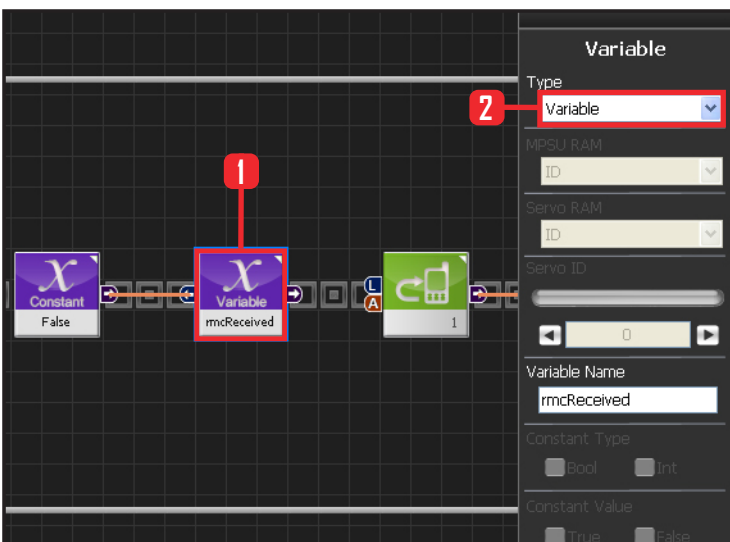 1
X
Constant
False
X
Variable
rmcReceived
L
A
1
2
Variable
Type
Variable
MPSU RAM
ID
Servo RAM
ID
Servo ID
0
Variable Name
rmcReceived
Constant Type
Bool Int
Constant Value
True False